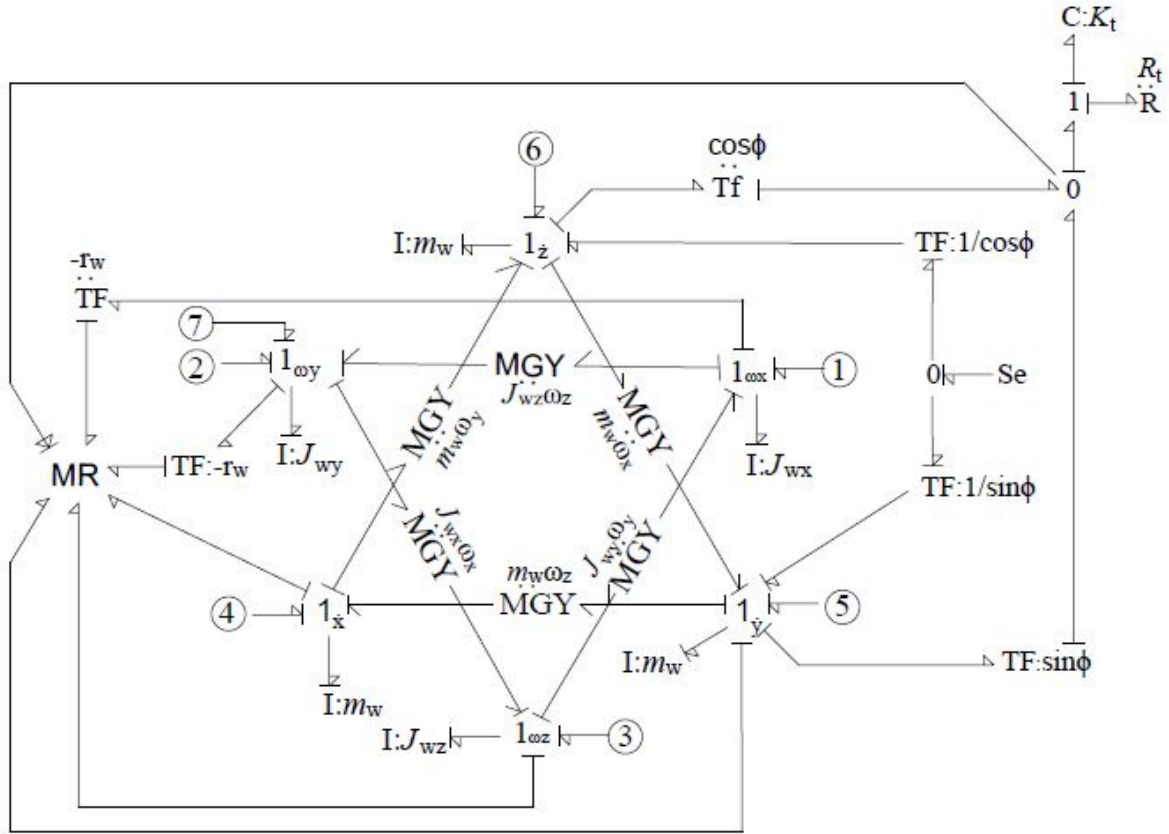 C:Kt
Rt
1
R
cosϕ
Tf
0
⑥
I:mw
1ż
TF:1/cosϕ
-rw
TF
⑦
②
1ωy
MGY
Jwzωz
1ωx
①
0
Se
MGY
mwωy
MGY
mwωx
I:Jwy
I:Jwx
MR
TF:-rw
TF:1/sinϕ
Jwxωx
MGY
Jwyωy
MGY
mwωz
MGY
④
1ẋ
1ẏ
⑤
I:mw
I:mw
TF:sinϕ
I:Jwz
1ωz
③